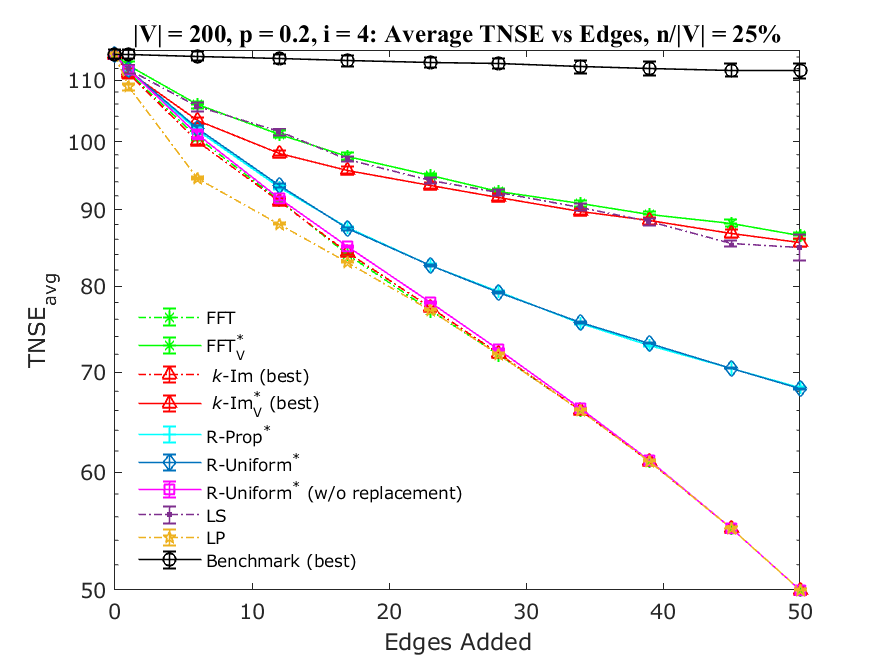 |V| = 200, p = 0.2, i = 4: Average TNSE vs Edges, n/|V| = 25%
110
100
90
80
70
60
50
TNSE_avg
FFT
FFT*_V
k-Im (best)
k-Im*_V (best)
R-Prop*
R-Uniform*
R-Uniform* (w/o replacement)
LS
LP
Benchmark (best)
0 10 20 30 40 50
Edges Added